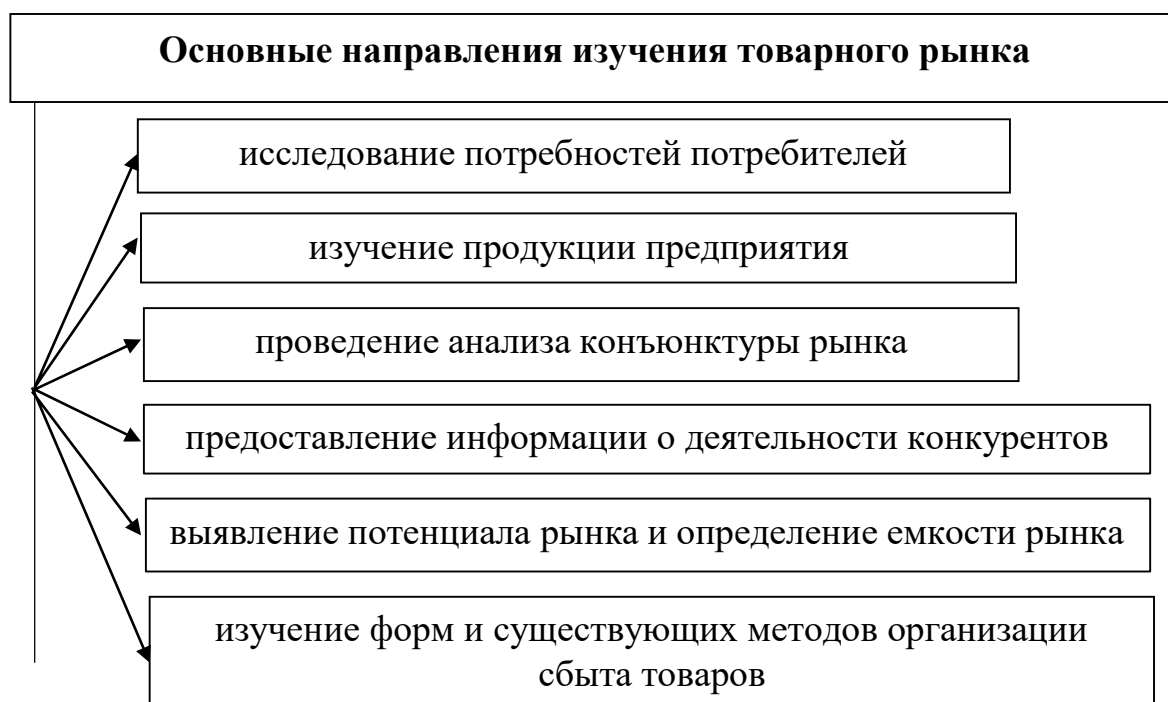 Основные направления изучения товарного рынка
исследование потребностей потребителей
изучение продукции предприятия
проведение анализа конъюнктуры рынка
предоставление информации о деятельности конкурентов
выявление потенциала рынка и определение емкости рынка
изучение форм и существующих методов организации
сбыта товаров